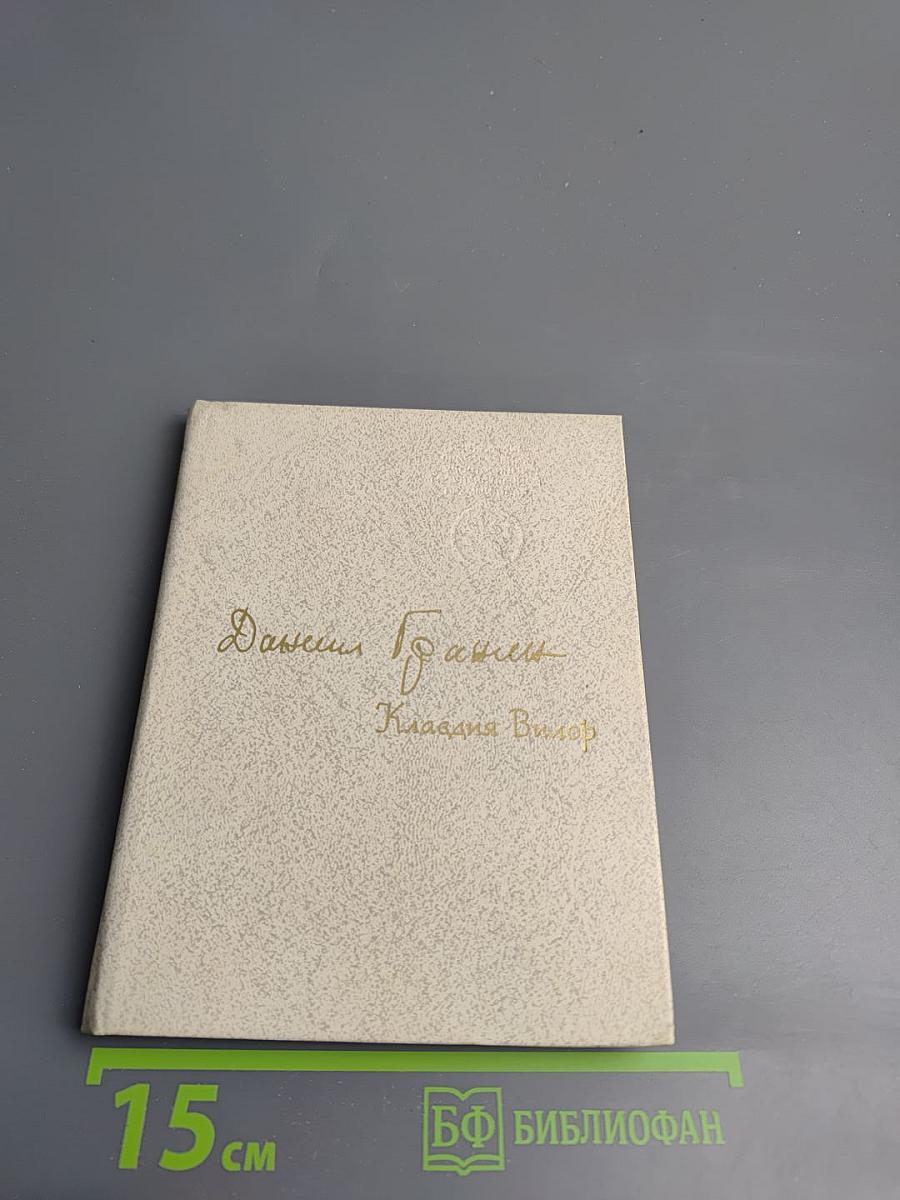 Даниил Гранин
Клавдия Вилор
15 см
БФ БИБЛИОФАН